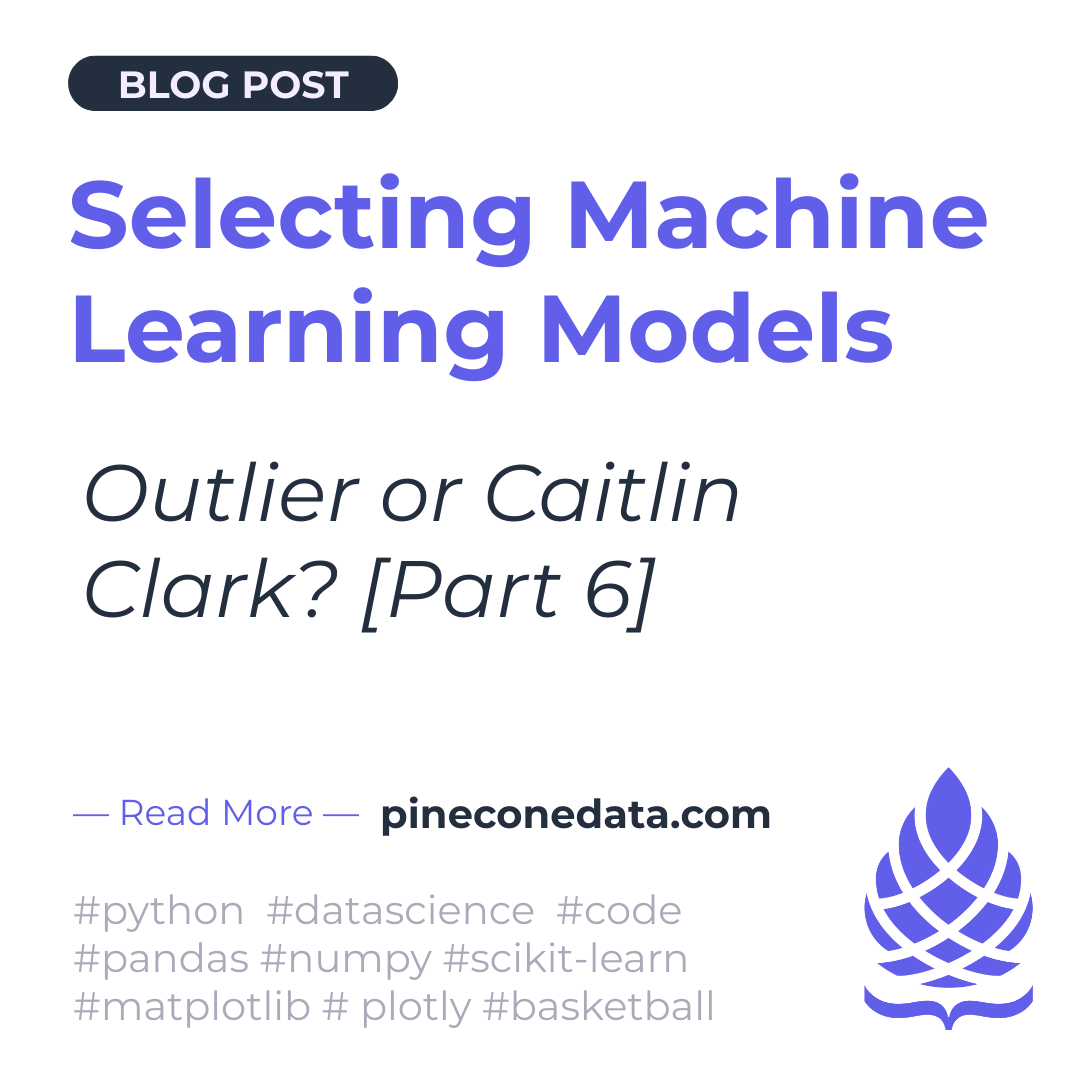 BLOG POST
Selecting Machine
Learning Models
Outlier or Caitlin
Clark? [Part 6]
— Read More — pineconedata.com
#python #datascience #code
#pandas #numpy #scikit-learn
#matplotlib # plotly #basketball